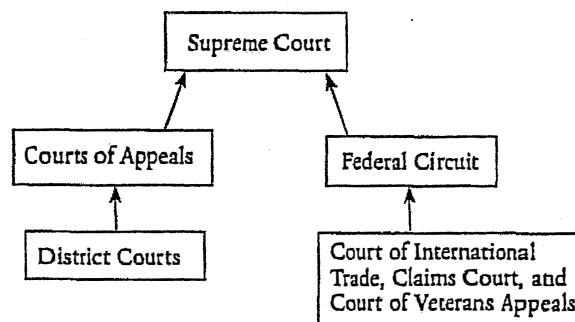 Supreme Court
Courts of Appeals
Federal Circuit
District Courts
Court of International
Trade, Claims Court, and
Court of Veterans Appeals